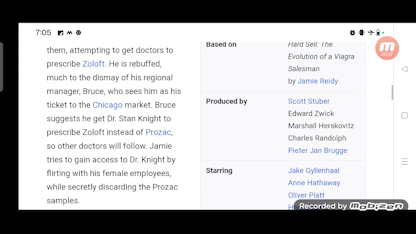 7:05
them, attempting to get doctors to
prescribe Zoloft. He is rebuffed,
much to the dismay of his regional
manager, Bruce, who sees him as his
ticket to the Chicago market. Bruce
suggests he get Dr. Stan Knight to
prescribe Zoloft instead of Prozac,
so other doctors will follow. Jamie
tries to gain access to Dr. Knight by
flirting with his female employees,
while secretly discarding the Prozac
samples.
Based on
Hard Sell: The
Evolution of a Viagra
Salesman
by Jamie Reidy
Produced by
Scott Stuber
Edward Zwick
Marshall Herskovitz
Charles Randolph
Pieter Jan Brugge
Starring
Jake Gyllenhaal
Anne Hathaway
Oliver Platt
Recorded by Mobizen